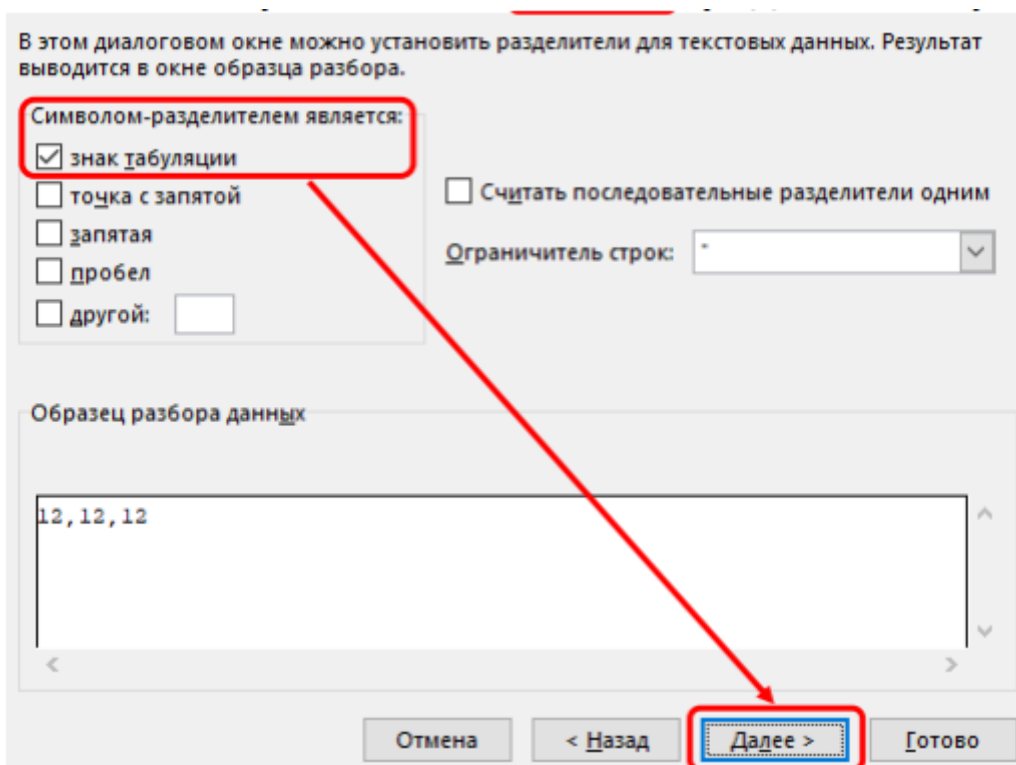 В этом диалоговом окне можно установить разделители для текстовых данных. Результат
выводится в окне образца разбора.
Символом-разделителем является:
знак табуляции
точка с запятой
запятая
пробел
другой:
Считать последовательные разделители одним
Ограничитель строк: "
Образец разбора данных
12,12,12
Отмена
< Назад
Далее >
Готово